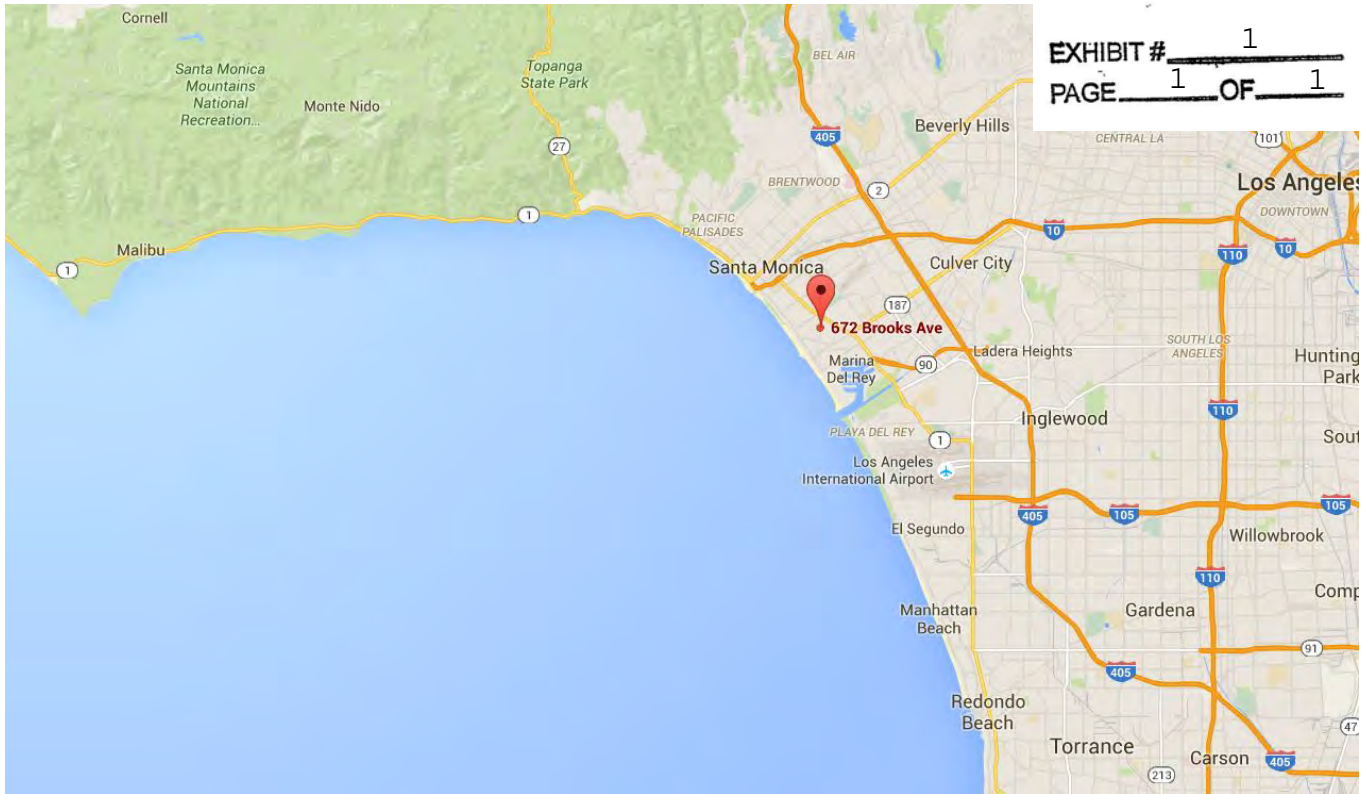 Cornell
Santa Monica
Mountains
National
Recreation...
Monte Nido
Topanga
State Park
27
1
1
Malibu
BEL AIR
405
Beverly Hills
BRENTWOOD
2
PACIFIC
PALISADES
Santa Monica
EXHIBIT # 1
PAGE 1 OF 1
CENTRAL LA
101
Los Angeles
DOWNTOWN
10
110
10
Culver City
187
672 Brooks Ave
Marina
Del Rey
90
Ladera Heights
SOUTH LOS
ANGELES
Hunting
Park
110
Inglewood
PLAYA DEL REY
1
Sout
Los Angeles
International Airport
405
105
105
El Segundo
Willowbrook
110
Comp
Manhattan
Beach
Gardena
91
405
Redondo
Beach
Torrance
213
Carson
405
47